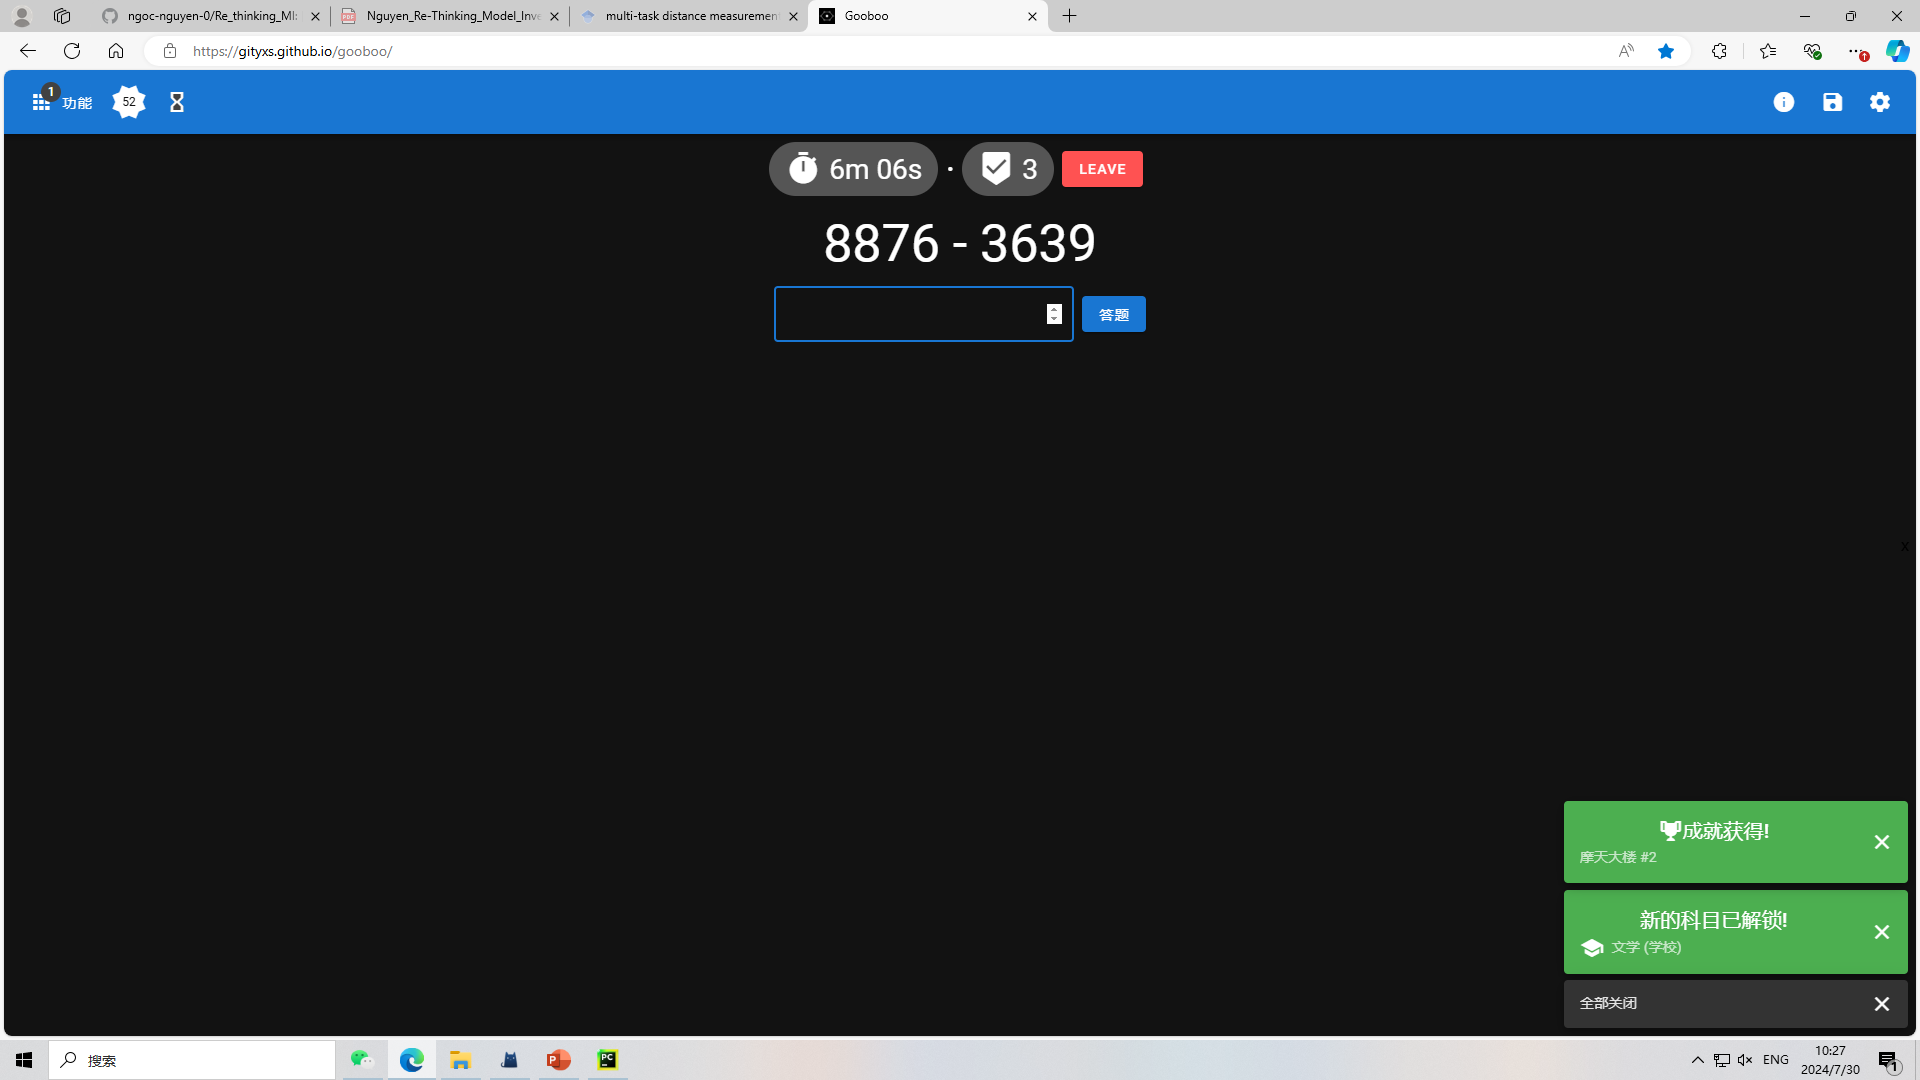 ngoc-nguyen-0/Re_thinking_MI:
Nguyen_Re-Thinking_Model_Inve
multi-task distance measurement
Gooboo
https://gityxs.github.io/gooboo/
1
功能
52
6m 06s
3
LEAVE
8876 - 3639
答题
x
成就获得!
摩天大楼 #2
新的科目已解锁!
文学 (学校)
全部关闭
搜索
ENG
10:27
2024/7/30
1